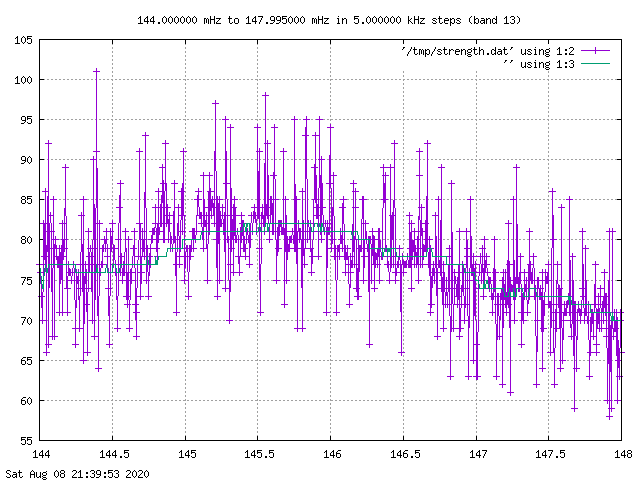 144.000000 mHz to 147.995000 mHz in 5.000000 kHz steps (band 13)
'/tmp/strength.dat' using 1:2
'' using 1:3
105
100
95
90
85
80
75
70
65
60
55
144 144.5 145 145.5 146 146.5 147 147.5 148
Sat Aug 08 21:39:53 2020